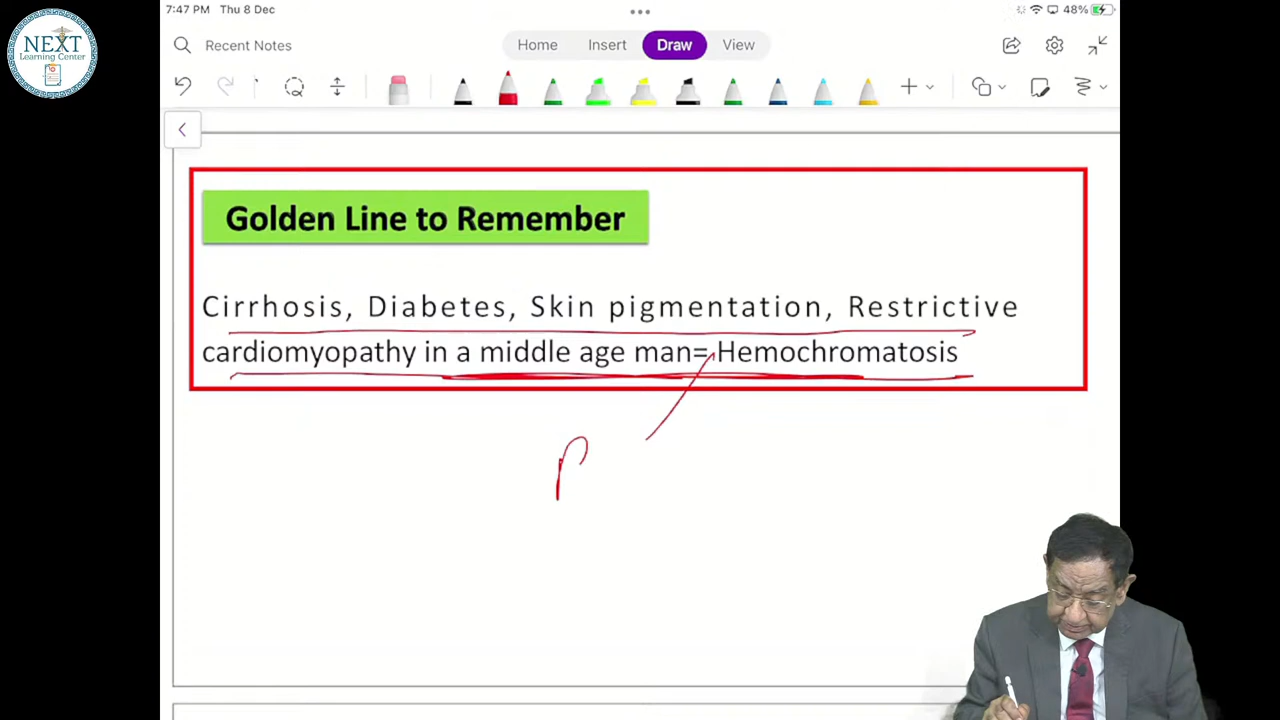 7:47 PM Thu 8 Dec
48%
NEXT
Learning Center
Recent Notes
Home Insert Draw View
Golden Line to Remember
Cirrhosis, Diabetes, Skin pigmentation, Restrictive
cardiomyopathy in a middle age man= Hemochromatosis